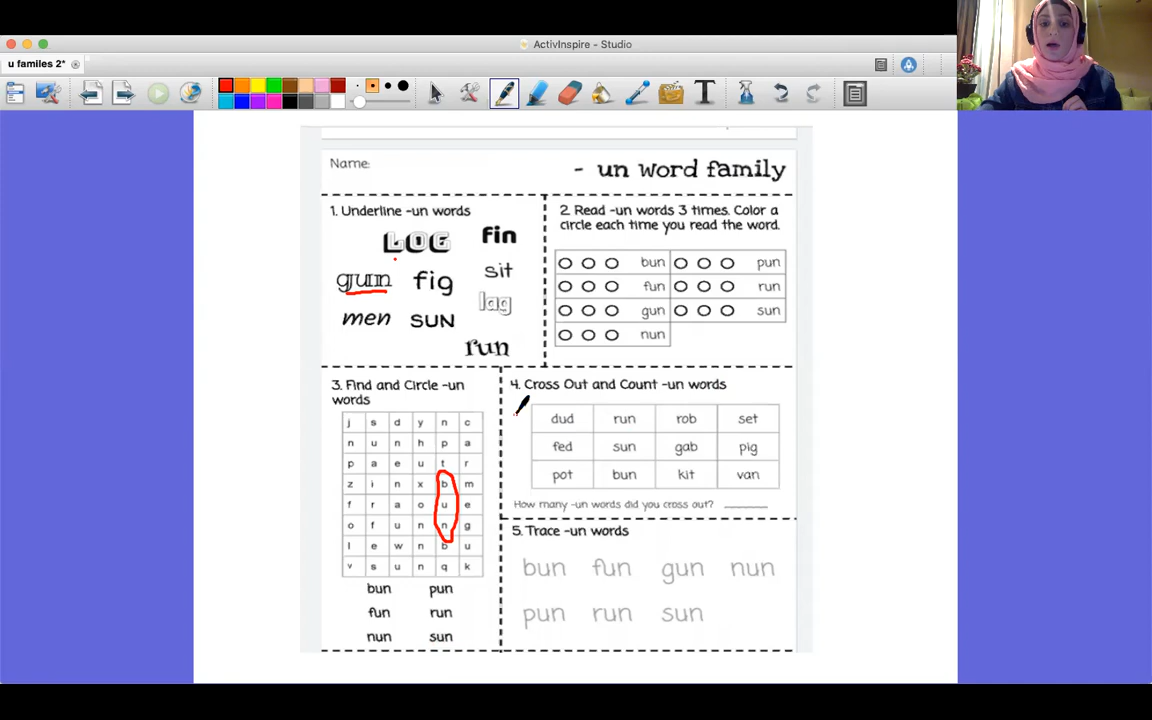 ActivInspire - Studio
u familes 2*
Name:
- un word family
1. Underline -un words
LOG fin
gun fig sit
lag
men SUN
run
2. Read -un words 3 times. Color a
circle each time you read the word.
bun pun
fun run
gun sun
nun
3. Find and Circle -un
words
j s d y n c
n u n h p a
p a e u t r
z i n x b m
f r a o u e
o f u n n g
l e w n b u
v s u n q k
bun pun
fun run
nun sun
4. Cross Out and Count -un words
dud run rob set
fed sun gab pig
pot bun kit van
How many -un words did you cross out? ________
5. Trace -un words
bun fun gun nun
pun run sun